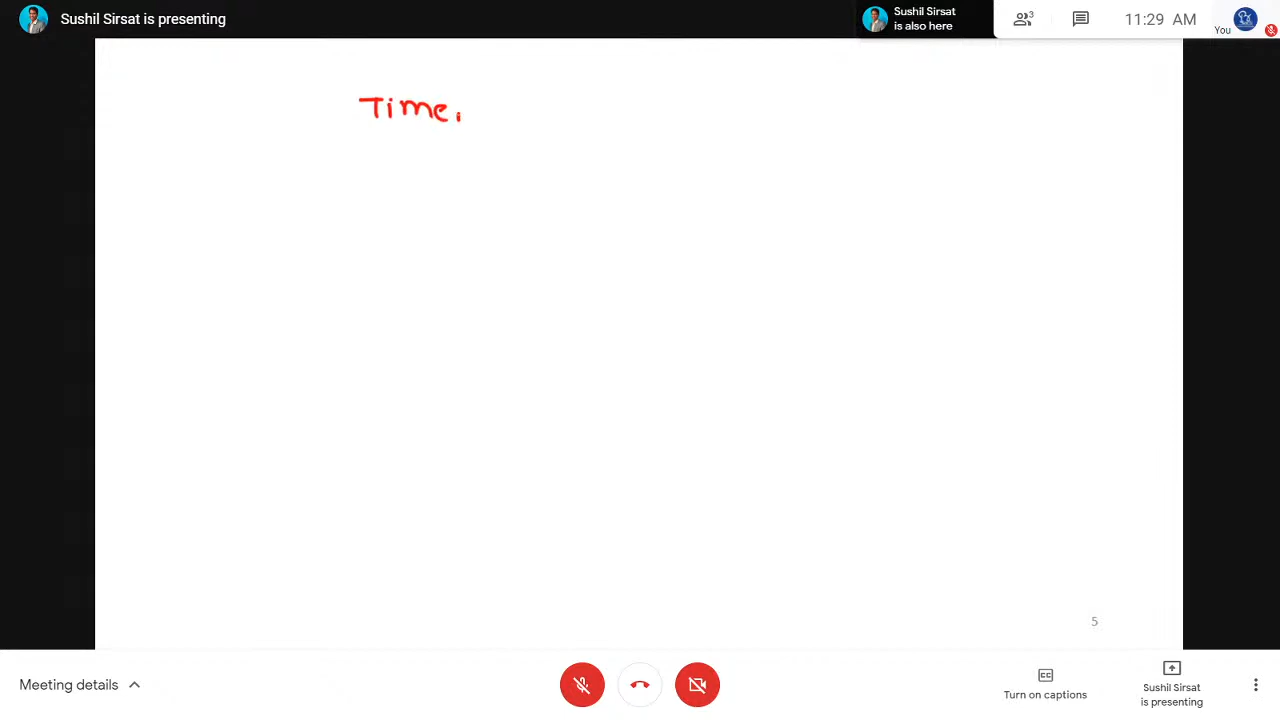 Sushil Sirsat is presenting
Sushil Sirsat
is also here
3
11:29 AM
You
Time,
5
Meeting details
Turn on captions
Sushil Sirsat
is presenting